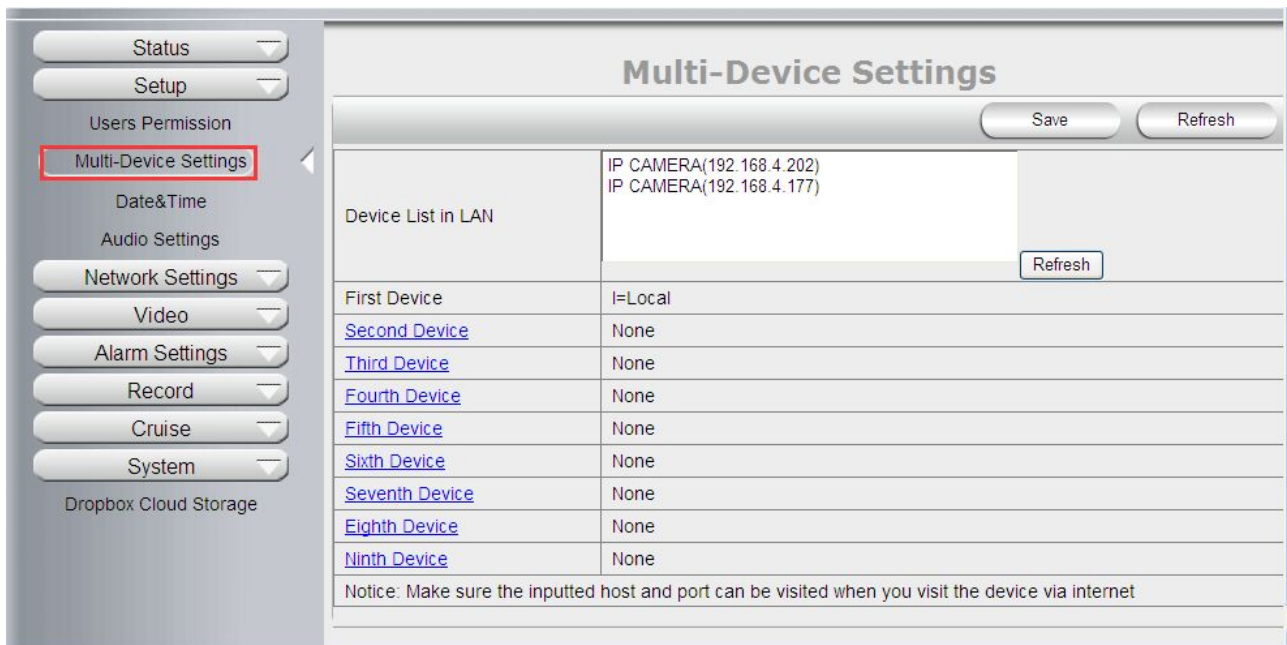 Status
Setup
Users Permission
Multi-Device Settings
Date&Time
Audio Settings
Network Settings
Video
Alarm Settings
Record
Cruise
System
Dropbox Cloud Storage
Multi-Device Settings
Save Refresh
Device List in LAN
IP CAMERA(192.168.4.202)
IP CAMERA(192.168.4.177)
Refresh
First Device I=Local
Second Device None
Third Device None
Fourth Device None
Fifth Device None
Sixth Device None
Seventh Device None
Eighth Device None
Ninth Device None
Notice: Make sure the inputted host and port can be visited when you visit the device via internet